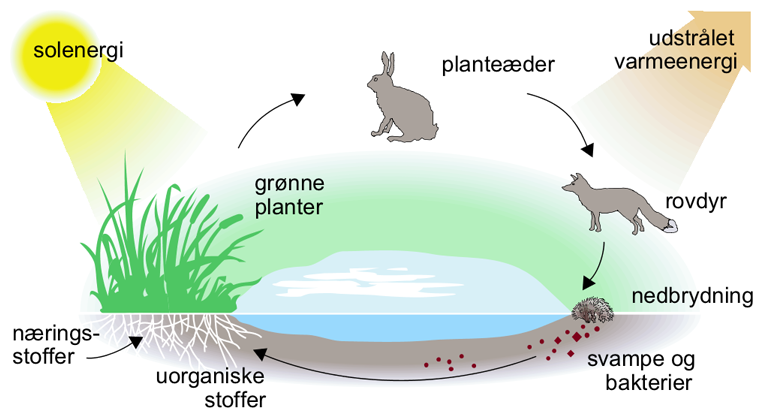 solenergi
udstrålet
varmeenergi
planteæder
grønne
planter
rovdyr
nedbrydning
nærings-
stoffer
svampe og
bakterier
uorganiske
stoffer